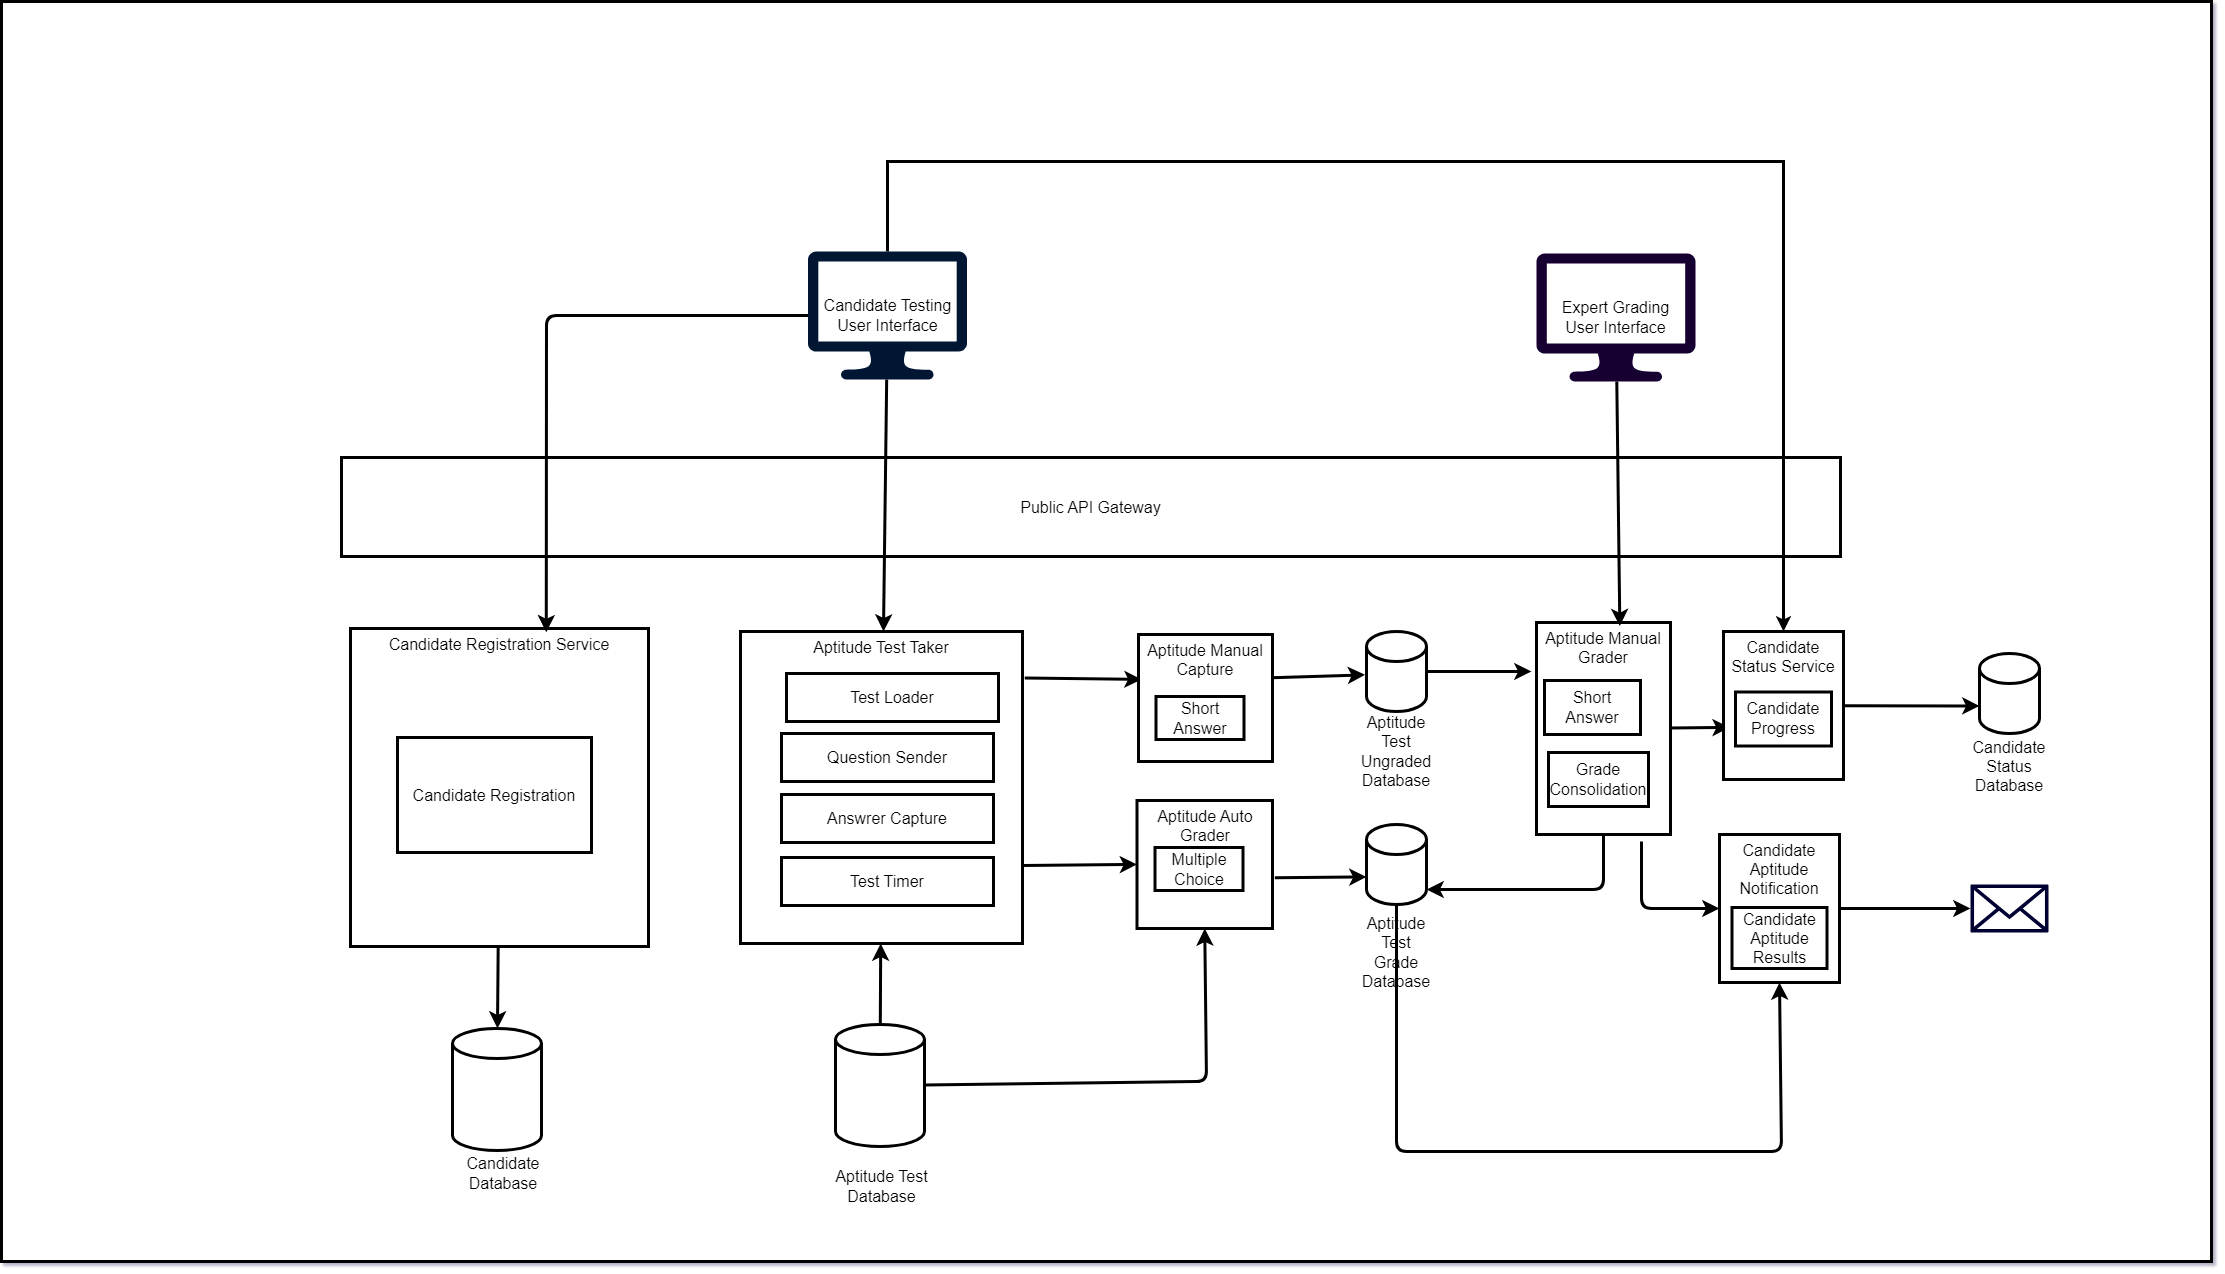 Candidate Testing
User Interface
Expert Grading
User Interface
Public API Gateway
Candidate Registration Service
Candidate Registration
Candidate
Database
Aptitude Test Taker
Test Loader
Question Sender
Answrer Capture
Test Timer
Aptitude Test
Database
Aptitude Manual
Capture
Short
Answer
Aptitude Auto
Grader
Multiple
Choice
Aptitude
Test
Ungraded
Database
Aptitude
Test
Grade
Database
Aptitude Manual
Grader
Short
Answer
Grade
Consolidation
Candidate
Status Service
Candidate
Progress
Candidate
Aptitude
Notification
Candidate
Aptitude
Results
Candidate
Status
Database